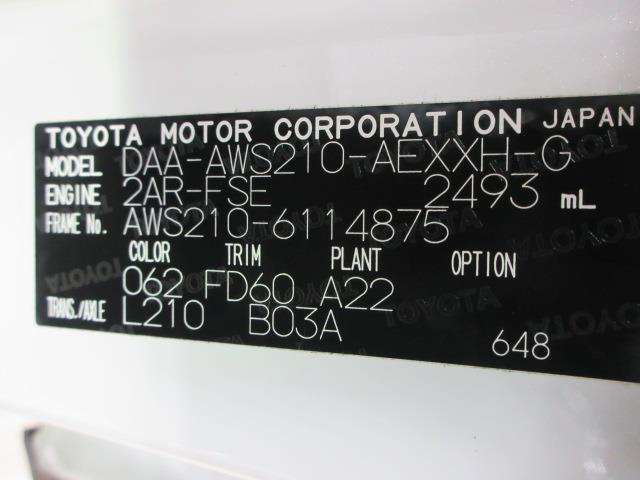 TOYOTA MOTOR CORPORATION JAPAN
MODEL DAA-AWS210-AEXXH-G
ENGINE 2AR-FSE 2493 mL
FRAME No. AWS210-6114875
COLOR TRIM PLANT OPTION
062 FD60 A22
TRANS./AXLE L210 B03A
648